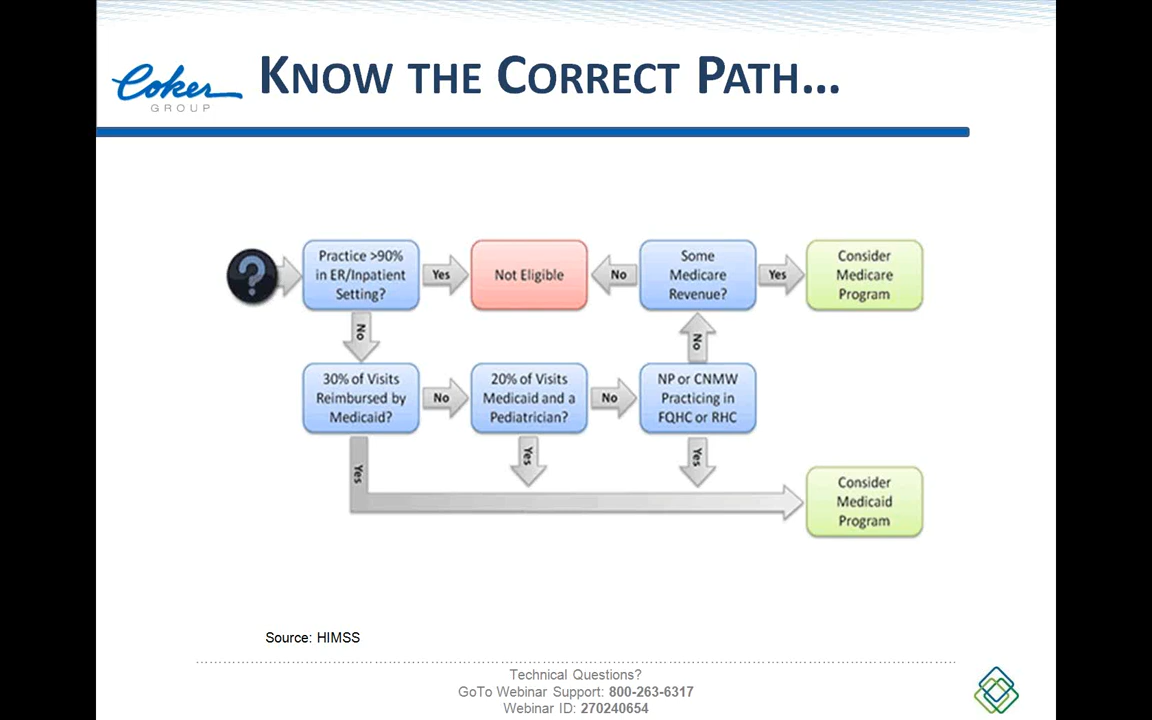 Coker
GROUP
KNOW THE CORRECT PATH...
?
Practice >90%
in ER/Inpatient
Setting?
Yes
Not Eligible
No
Some
Medicare
Revenue?
Yes
Consider
Medicare
Program
No
No
30% of Visits
Reimbursed by
Medicaid?
No
20% of Visits
Medicaid and a
Pediatrician?
No
NP or CNMW
Practicing in
FQHC or RHC
Yes
Yes
Yes
Consider
Medicaid
Program
Source: HIMSS
Technical Questions?
GoTo Webinar Support: 800-263-6317
Webinar ID: 270240654